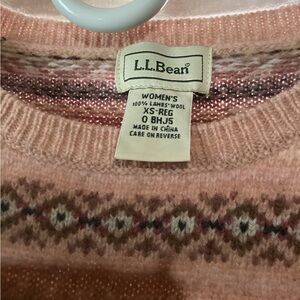 L.L.Bean®
WOMEN'S
100% LAMBS' WOOL
XS-REG
0 BHJ5
MADE IN CHINA
CARE ON REVERSE